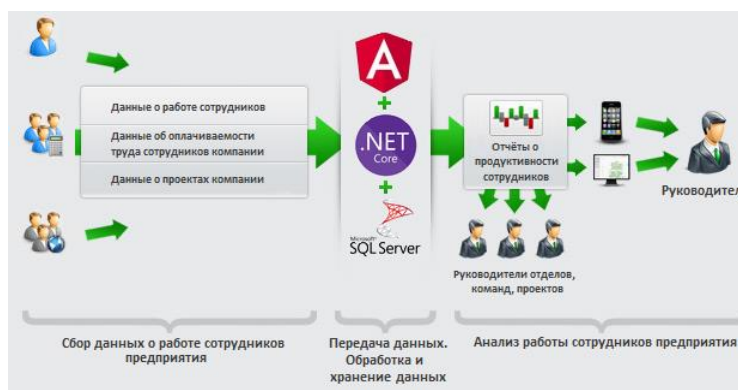 Данные о работе сотрудников
Данные об оплачиваемости
труда сотрудников компании
Данные о проектах компании
A
+
.NET
Core
+
Microsoft
SQL Server
Отчёты о
продуктивности
сотрудников
Руководител
Руководители отделов,
команд, проектов
Сбор данных о работе сотрудников
предприятия
Передача данных.
Обработка и
хранение данных
Анализ работы сотрудников предприятия